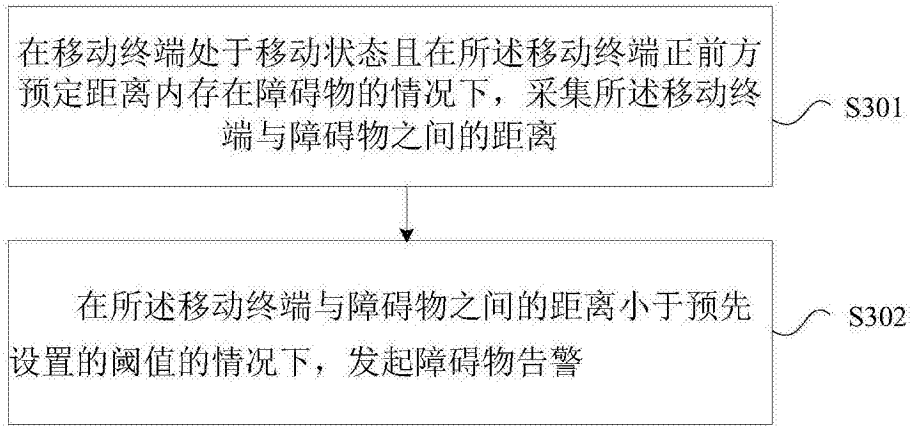 在移动终端处于移动状态且在所述移动终端正前方
预定距离内存在障碍物的情况下，采集所述移动终
端与障碍物之间的距离
S301
在所述移动终端与障碍物之间的距离小于预先
设置的阈值的情况下，发起障碍物告警
S302